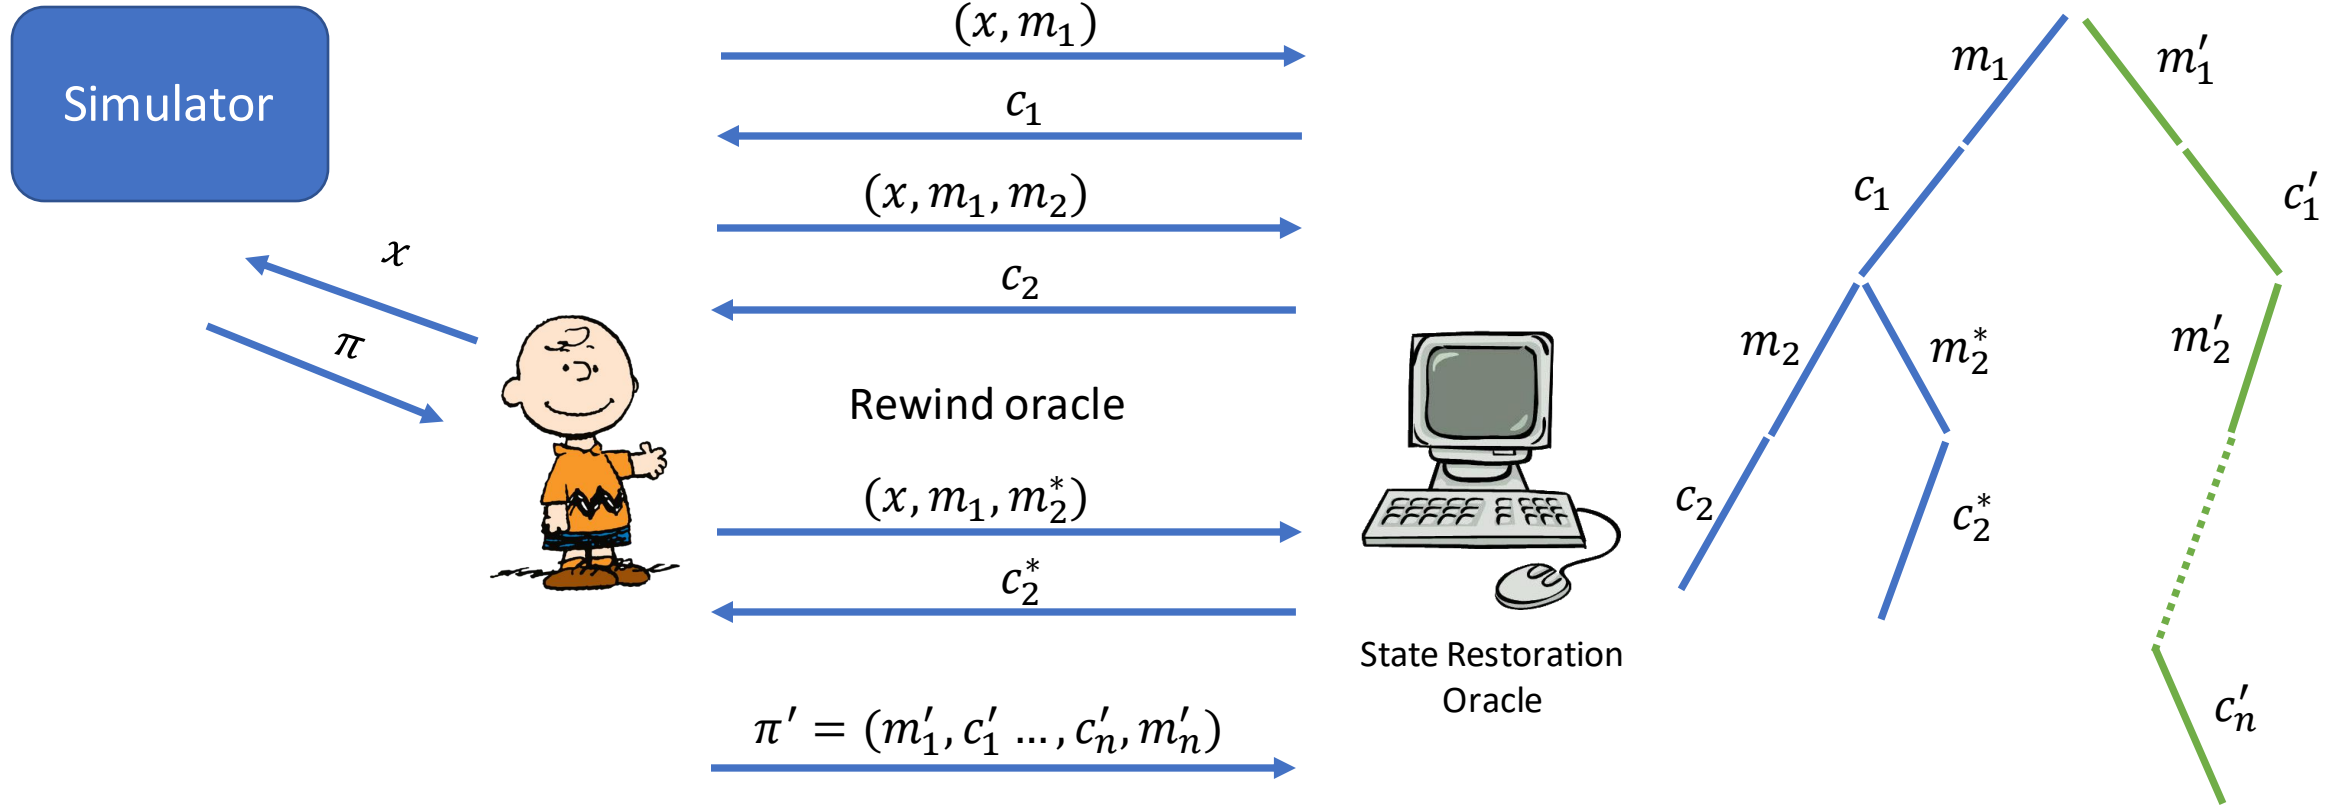 Simulator
x
π
(x, m₁)
c₁
(x, m₁, m₂)
c₂
Rewind oracle
(x, m₁, m₂*)
c₂*
π′ = (m₁′, c₁′ …, cₙ′, mₙ′)
State Restoration
Oracle
m₁
m₁′
c₁
c₁′
m₂
m₂*
m₂′
c₂
c₂*
cₙ′